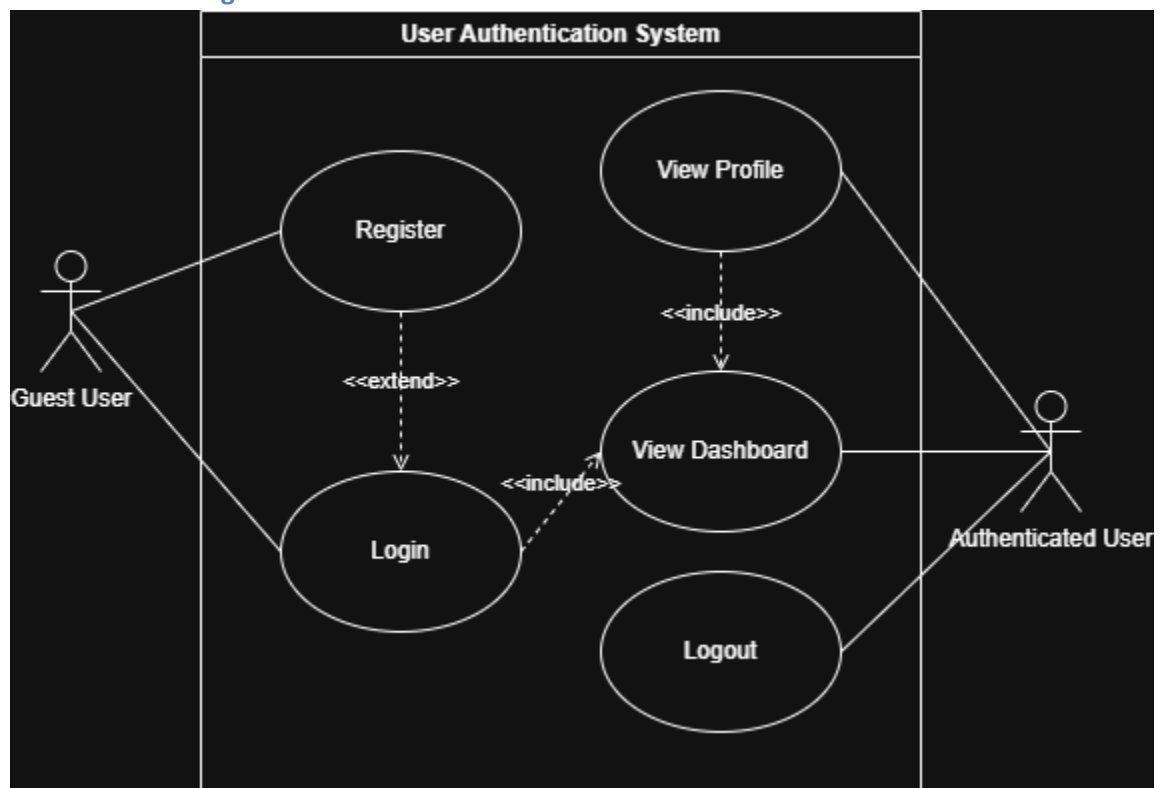 User Authentication System
View Profile
Register
<<include>>
<<extend>>
Guest User
View Dashboard
<<include>>
Login
Authenticated User
Logout